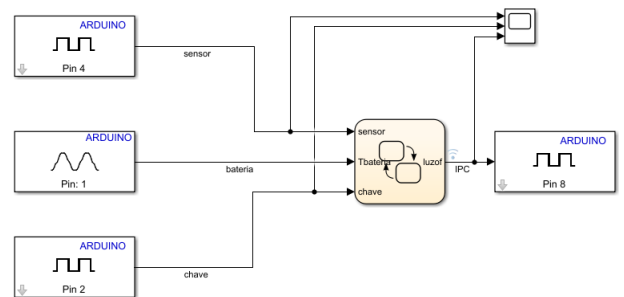 ARDUINO
Pin 4
sensor
ARDUINO
Pin: 1
bateria
ARDUINO
Pin 2
chave
sensor
Tbateria
chave
luzof
IPC
ARDUINO
Pin 8